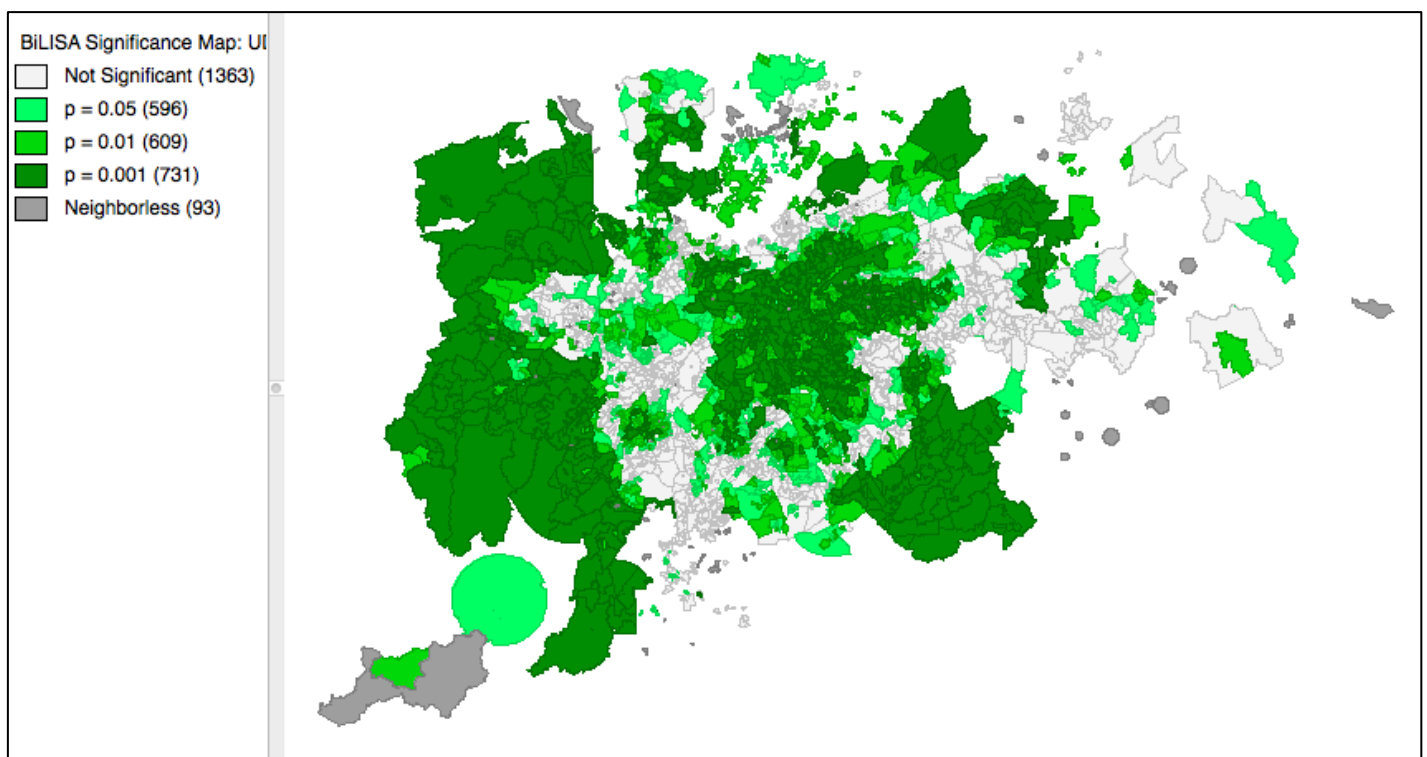 BiLISA Significance Map: UI
Not Significant (1363)
p = 0.05 (596)
p = 0.01 (609)
p = 0.001 (731)
Neighborless (93)